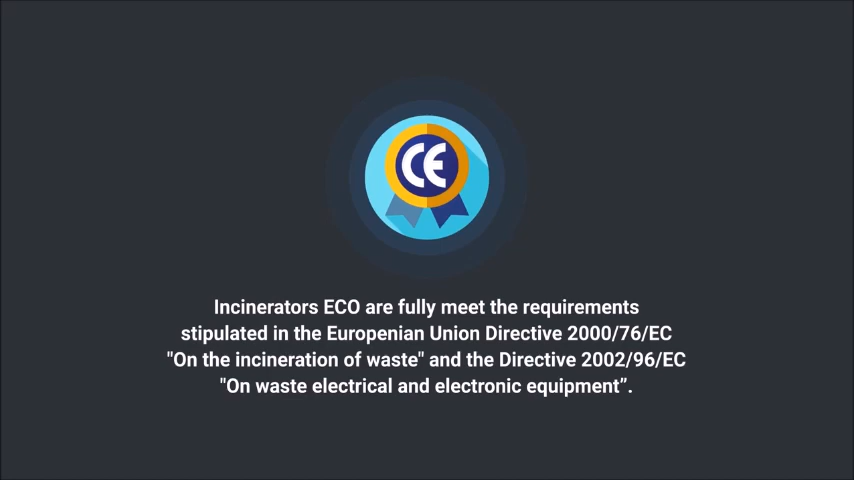 CE
Incinerators ECO are fully meet the requirements
stipulated in the Europenian Union Directive 2000/76/EC
"On the incineration of waste" and the Directive 2002/96/EC
"On waste electrical and electronic equipment”.